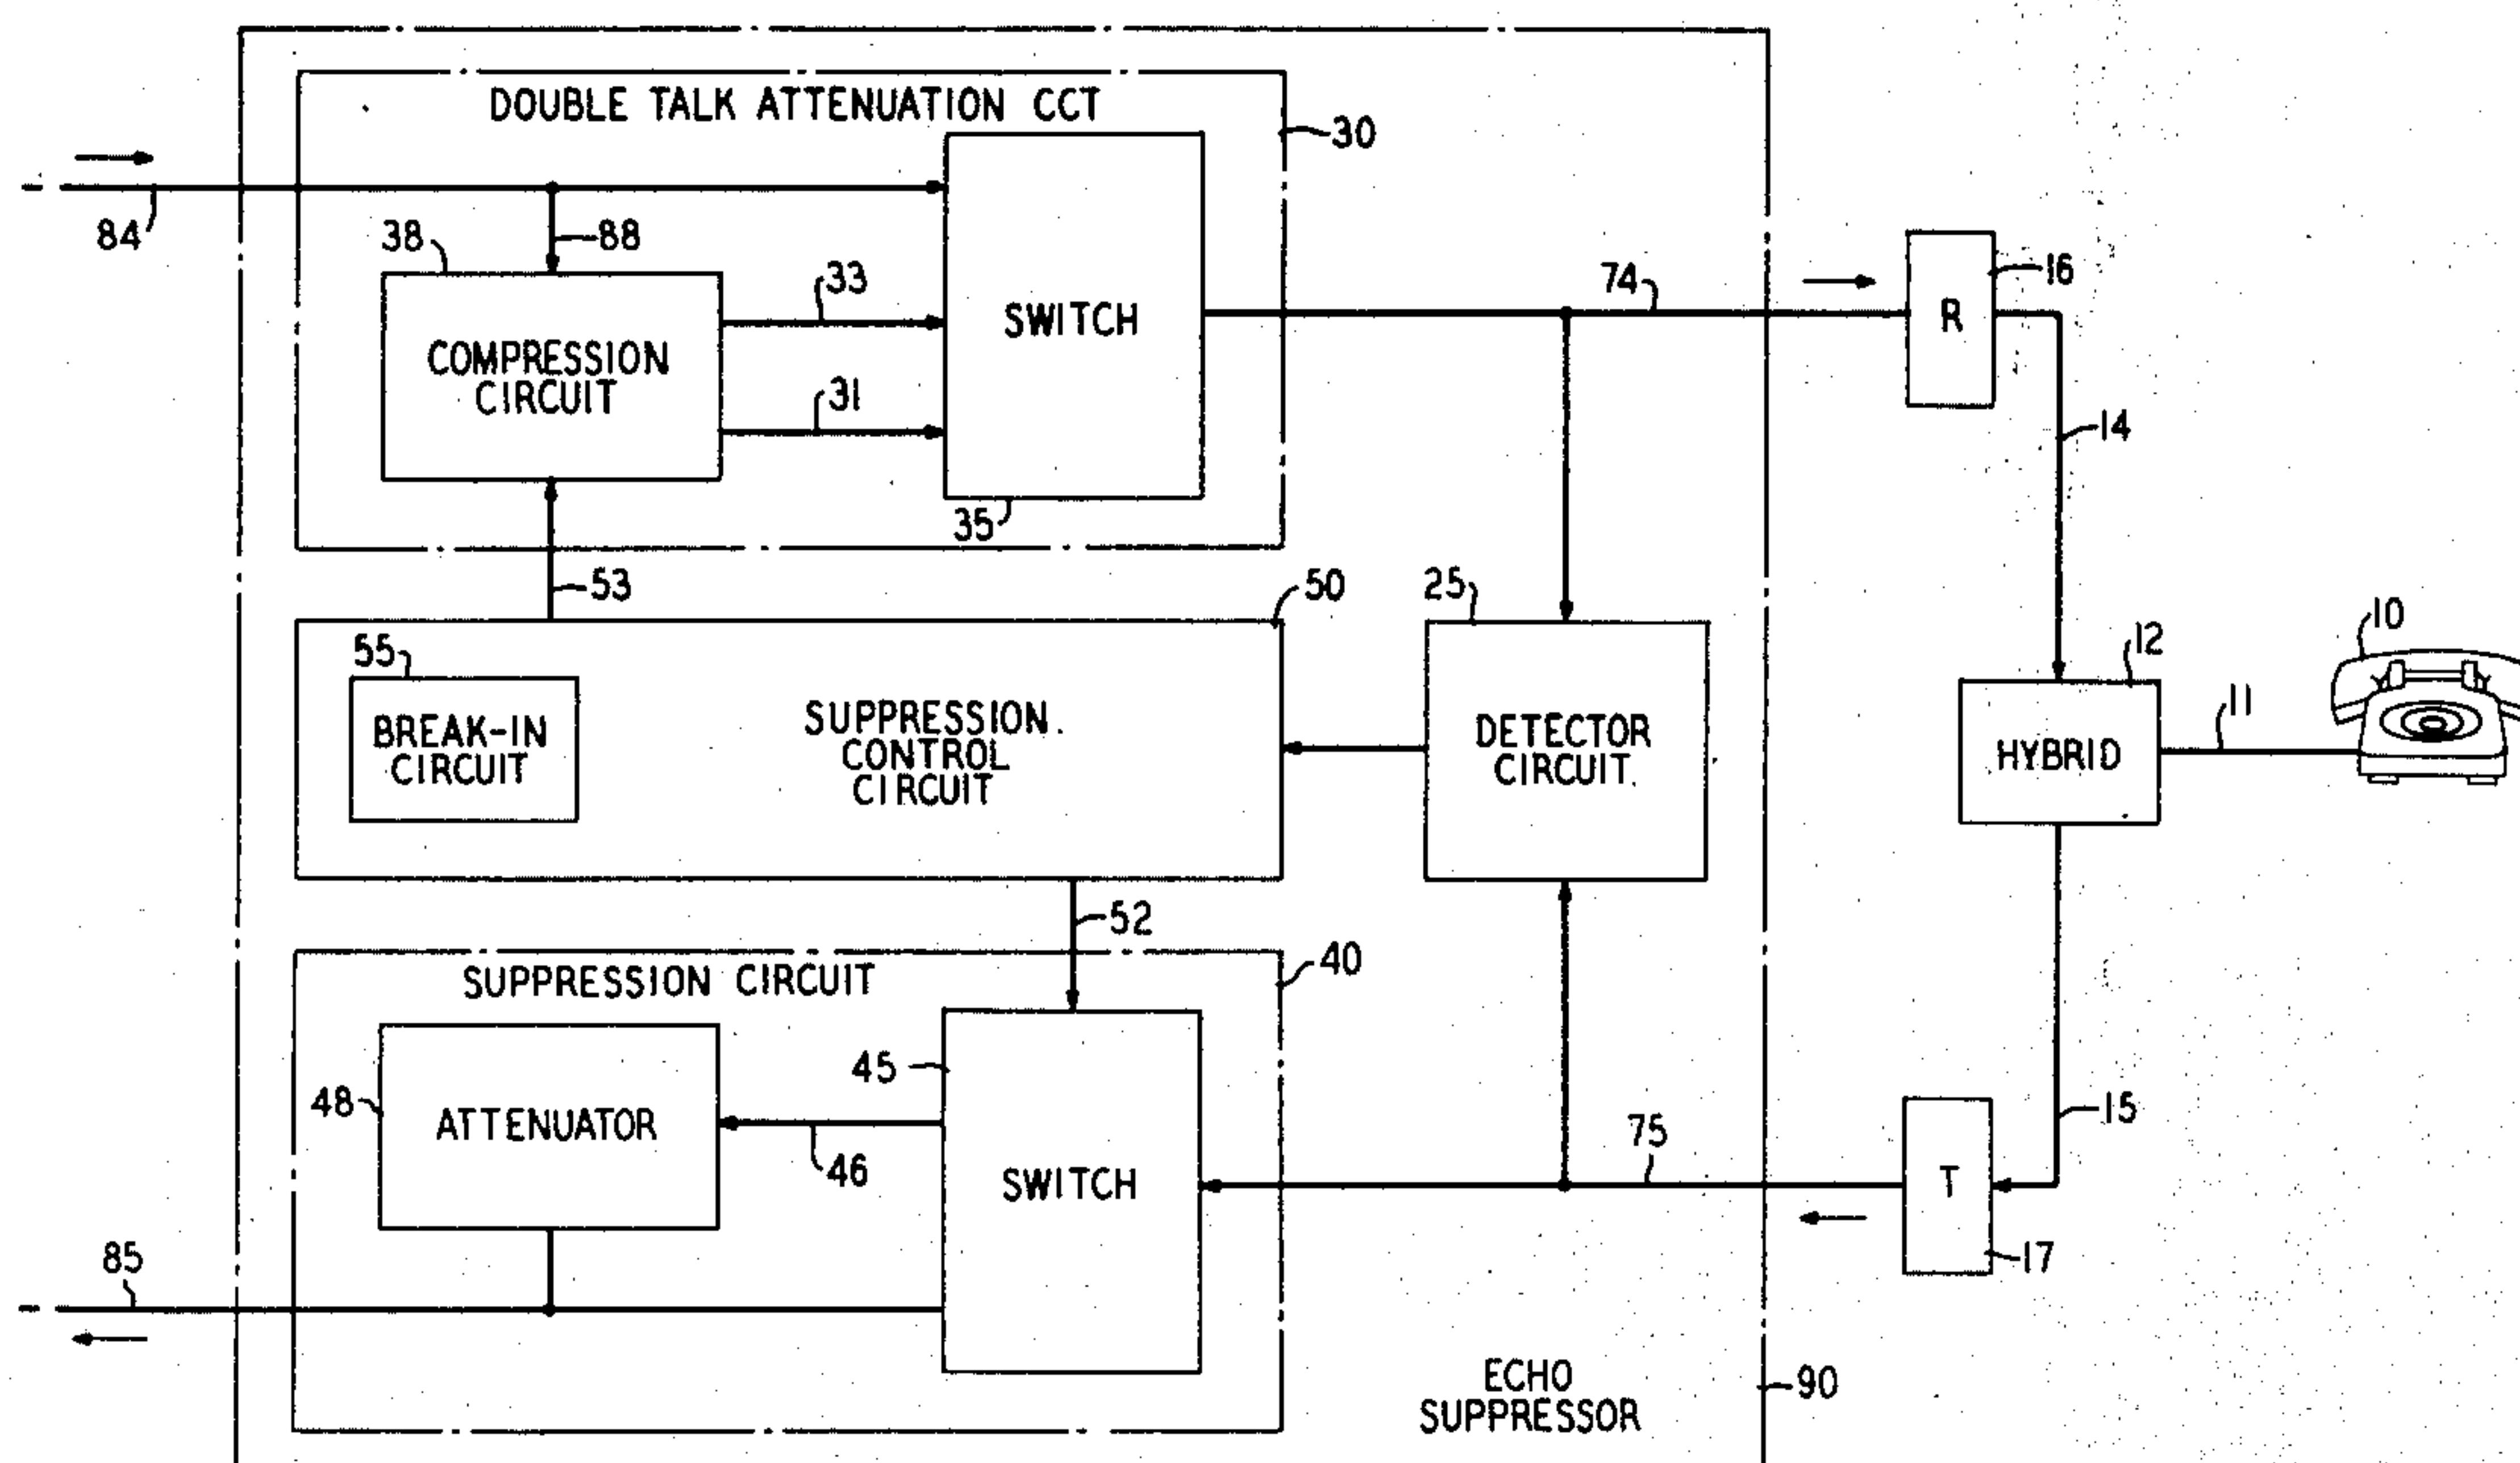 DOUBLE TALK ATTENUATION CCT
30
84
38
88
33
31
COMPRESSION
CIRCUIT
SWITCH
35
74
R
16
14
53
50
25
55
BREAK-IN
CIRCUIT
SUPPRESSION
CONTROL
CIRCUIT
DETECTOR
CIRCUIT
12
HYBRID
11
10
52
SUPPRESSION CIRCUIT
40
48
ATTENUATOR
45
46
SWITCH
75
T
15
17
85
ECHO
SUPPRESSOR
90